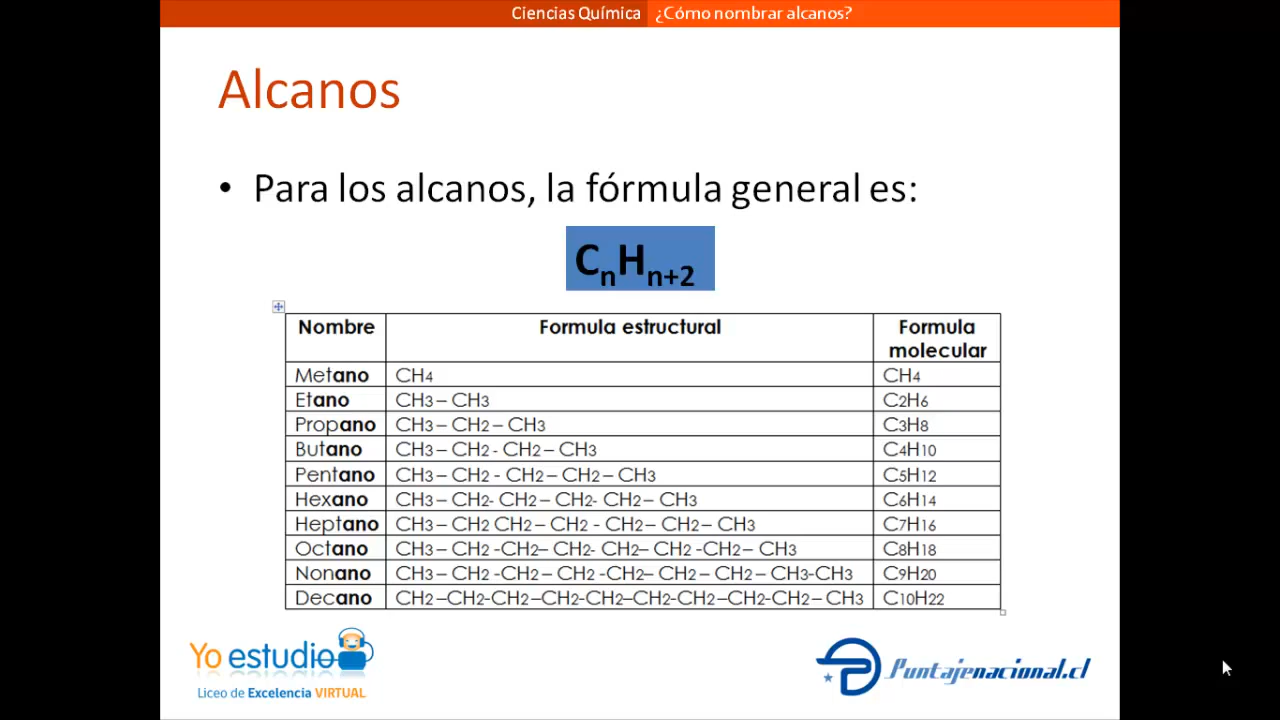 Ciencias Química ¿Cómo nombrar alcanos?
Alcanos
• Para los alcanos, la fórmula general es:
CnHn+2
Nombre Formula estructural Formula molecular
Metano CH4 CH4
Etano CH3 – CH3 C2H6
Propano CH3 – CH2 – CH3 C3H8
Butano CH3 – CH2 - CH2 – CH3 C4H10
Pentano CH3 – CH2 - CH2 – CH2 – CH3 C5H12
Hexano CH3 – CH2- CH2 – CH2- CH2 – CH3 C6H14
Heptano CH3 – CH2 CH2 – CH2 - CH2 – CH2 – CH3 C7H16
Octano CH3 – CH2 -CH2– CH2- CH2– CH2 -CH2 – CH3 C8H18
Nonano CH3 – CH2 -CH2 – CH2 -CH2– CH2 – CH2 – CH3-CH3 C9H20
Decano CH2 –CH2-CH2 –CH2-CH2–CH2-CH2 –CH2-CH2 – CH3 C10H22
Yo estudio
Liceo de Excelencia VIRTUAL
Puntajenacional.cl